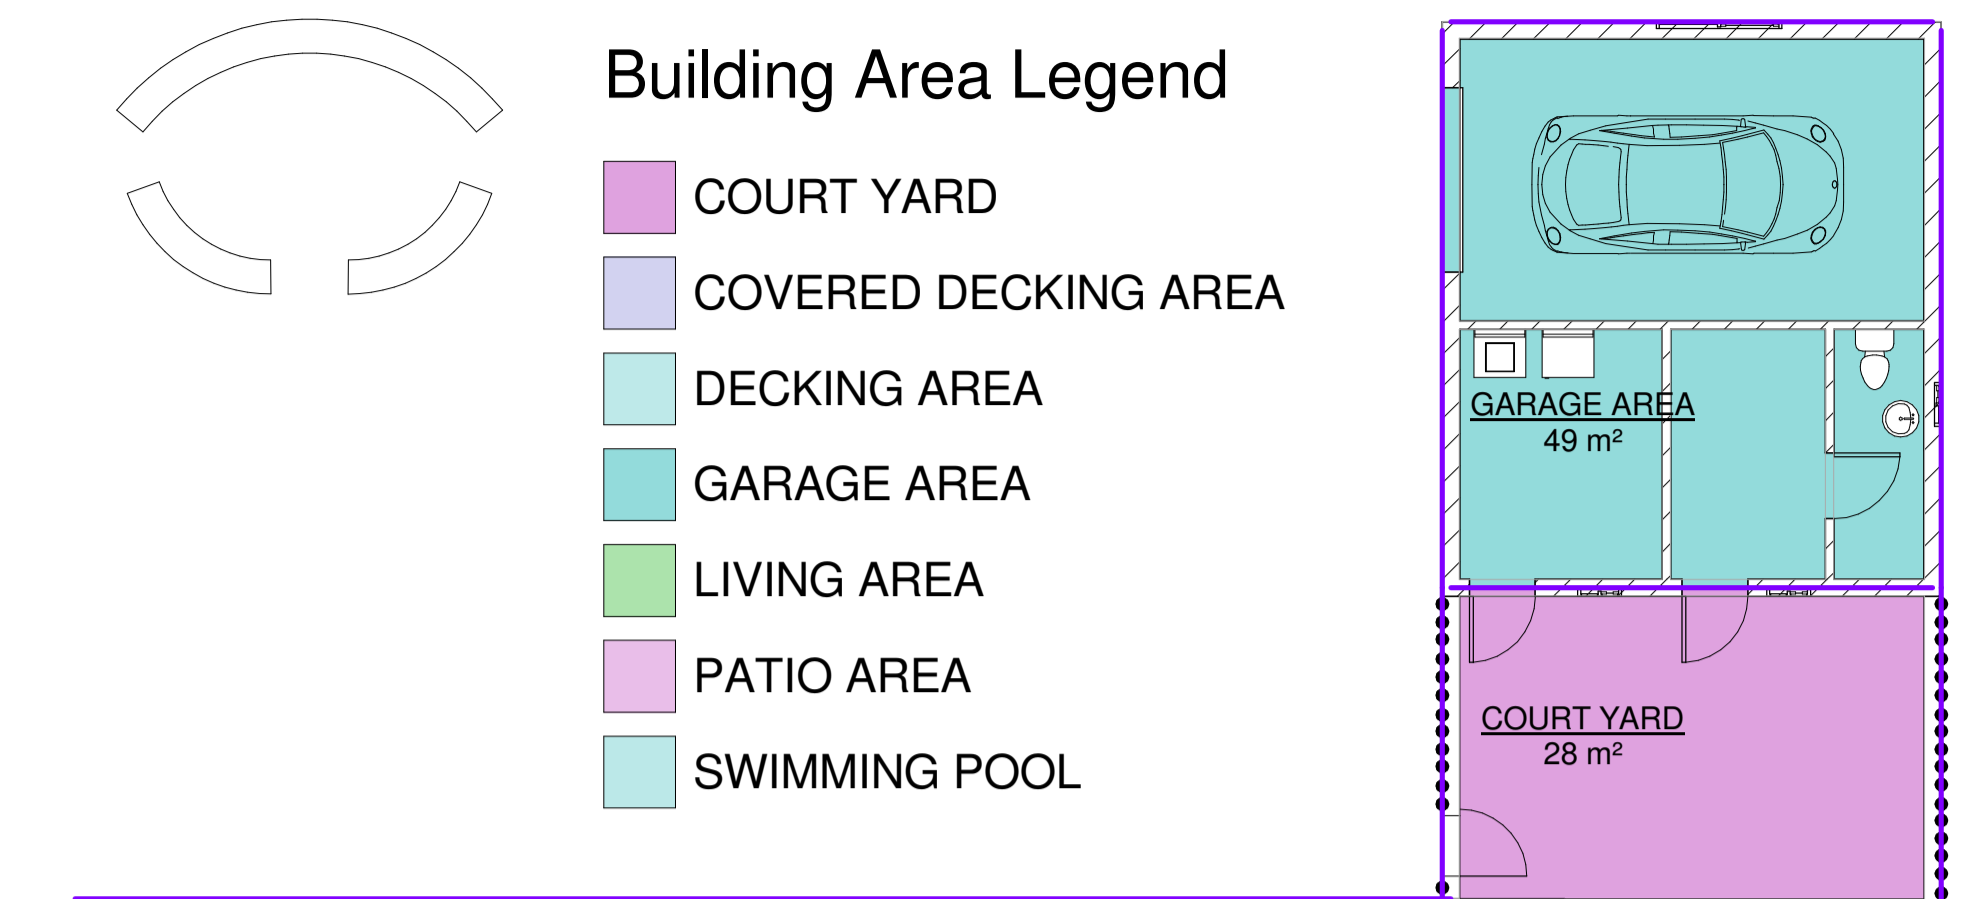 Building Area Legend
COURT YARD
COVERED DECKING AREA
DECKING AREA
GARAGE AREA
LIVING AREA
PATIO AREA
SWIMMING POOL
GARAGE AREA
49 m²
COURT YARD
28 m²